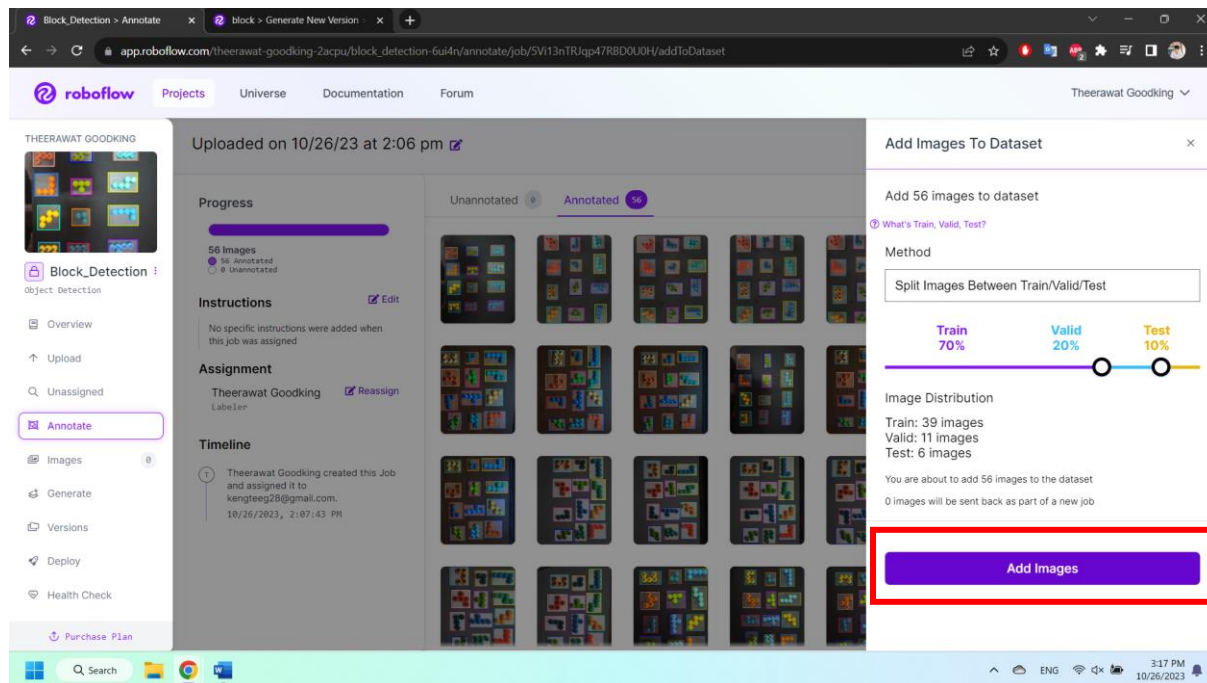 Block_Detection > Annotate
block > Generate New Version
app.roboflow.com/theerawat-goodking-2acpu/block_detection-6ui4n/annotate/job/5Vi13nTRJqp47RBD0U0H/addToDataset
roboflow
Projects
Universe
Documentation
Forum
Theerawat Goodking
THEERAWAT GOODKING
Block_Detection
Object Detection
Overview
Upload
Unassigned
Annotate
Images 0
Generate
Versions
Deploy
Health Check
Purchase Plan
Uploaded on 10/26/23 at 2:06 pm
Progress
56 Images
56 Annotated
0 Unannotated
Instructions
Edit
No specific instructions were added when
this job was assigned
Assignment
Theerawat Goodking
Reassign
Labeler
Timeline
T
Theerawat Goodking created this Job
and assigned it to
kengteeg28@gmail.com.
10/26/2023, 2:07:43 PM
Unannotated 0
Annotated 56
Add Images To Dataset
Add 56 images to dataset
What's Train, Valid, Test?
Method
Split Images Between Train/Valid/Test
Train
70%
Valid
20%
Test
10%
Image Distribution
Train: 39 images
Valid: 11 images
Test: 6 images
You are about to add 56 images to the dataset
0 images will be sent back as part of a new job
Add Images
Search
ENG
3:17 PM
10/26/2023